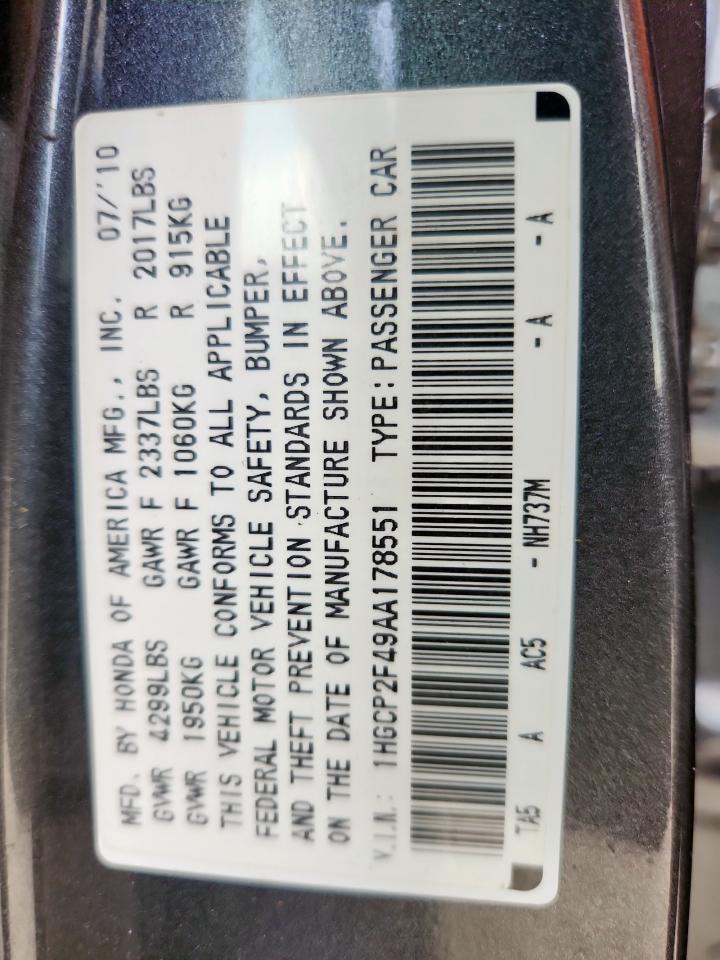 MFD. BY HONDA OF AMERICA MFG., INC. 07/'10
GVWR 4299LBS GAWR F 2337LBS R 2017LBS
GVWR 1950KG GAWR F 1060KG R 915KG
THIS VEHICLE CONFORMS TO ALL APPLICABLE
FEDERAL MOTOR VEHICLE SAFETY, BUMPER,
AND THEFT PREVENTION STANDARDS IN EFFECT
ON THE DATE OF MANUFACTURE SHOWN ABOVE.
V.I.N.: 1HGCP2F49AA178551 TYPE: PASSENGER CAR
TA5 A AC5 - NH737M - A - A